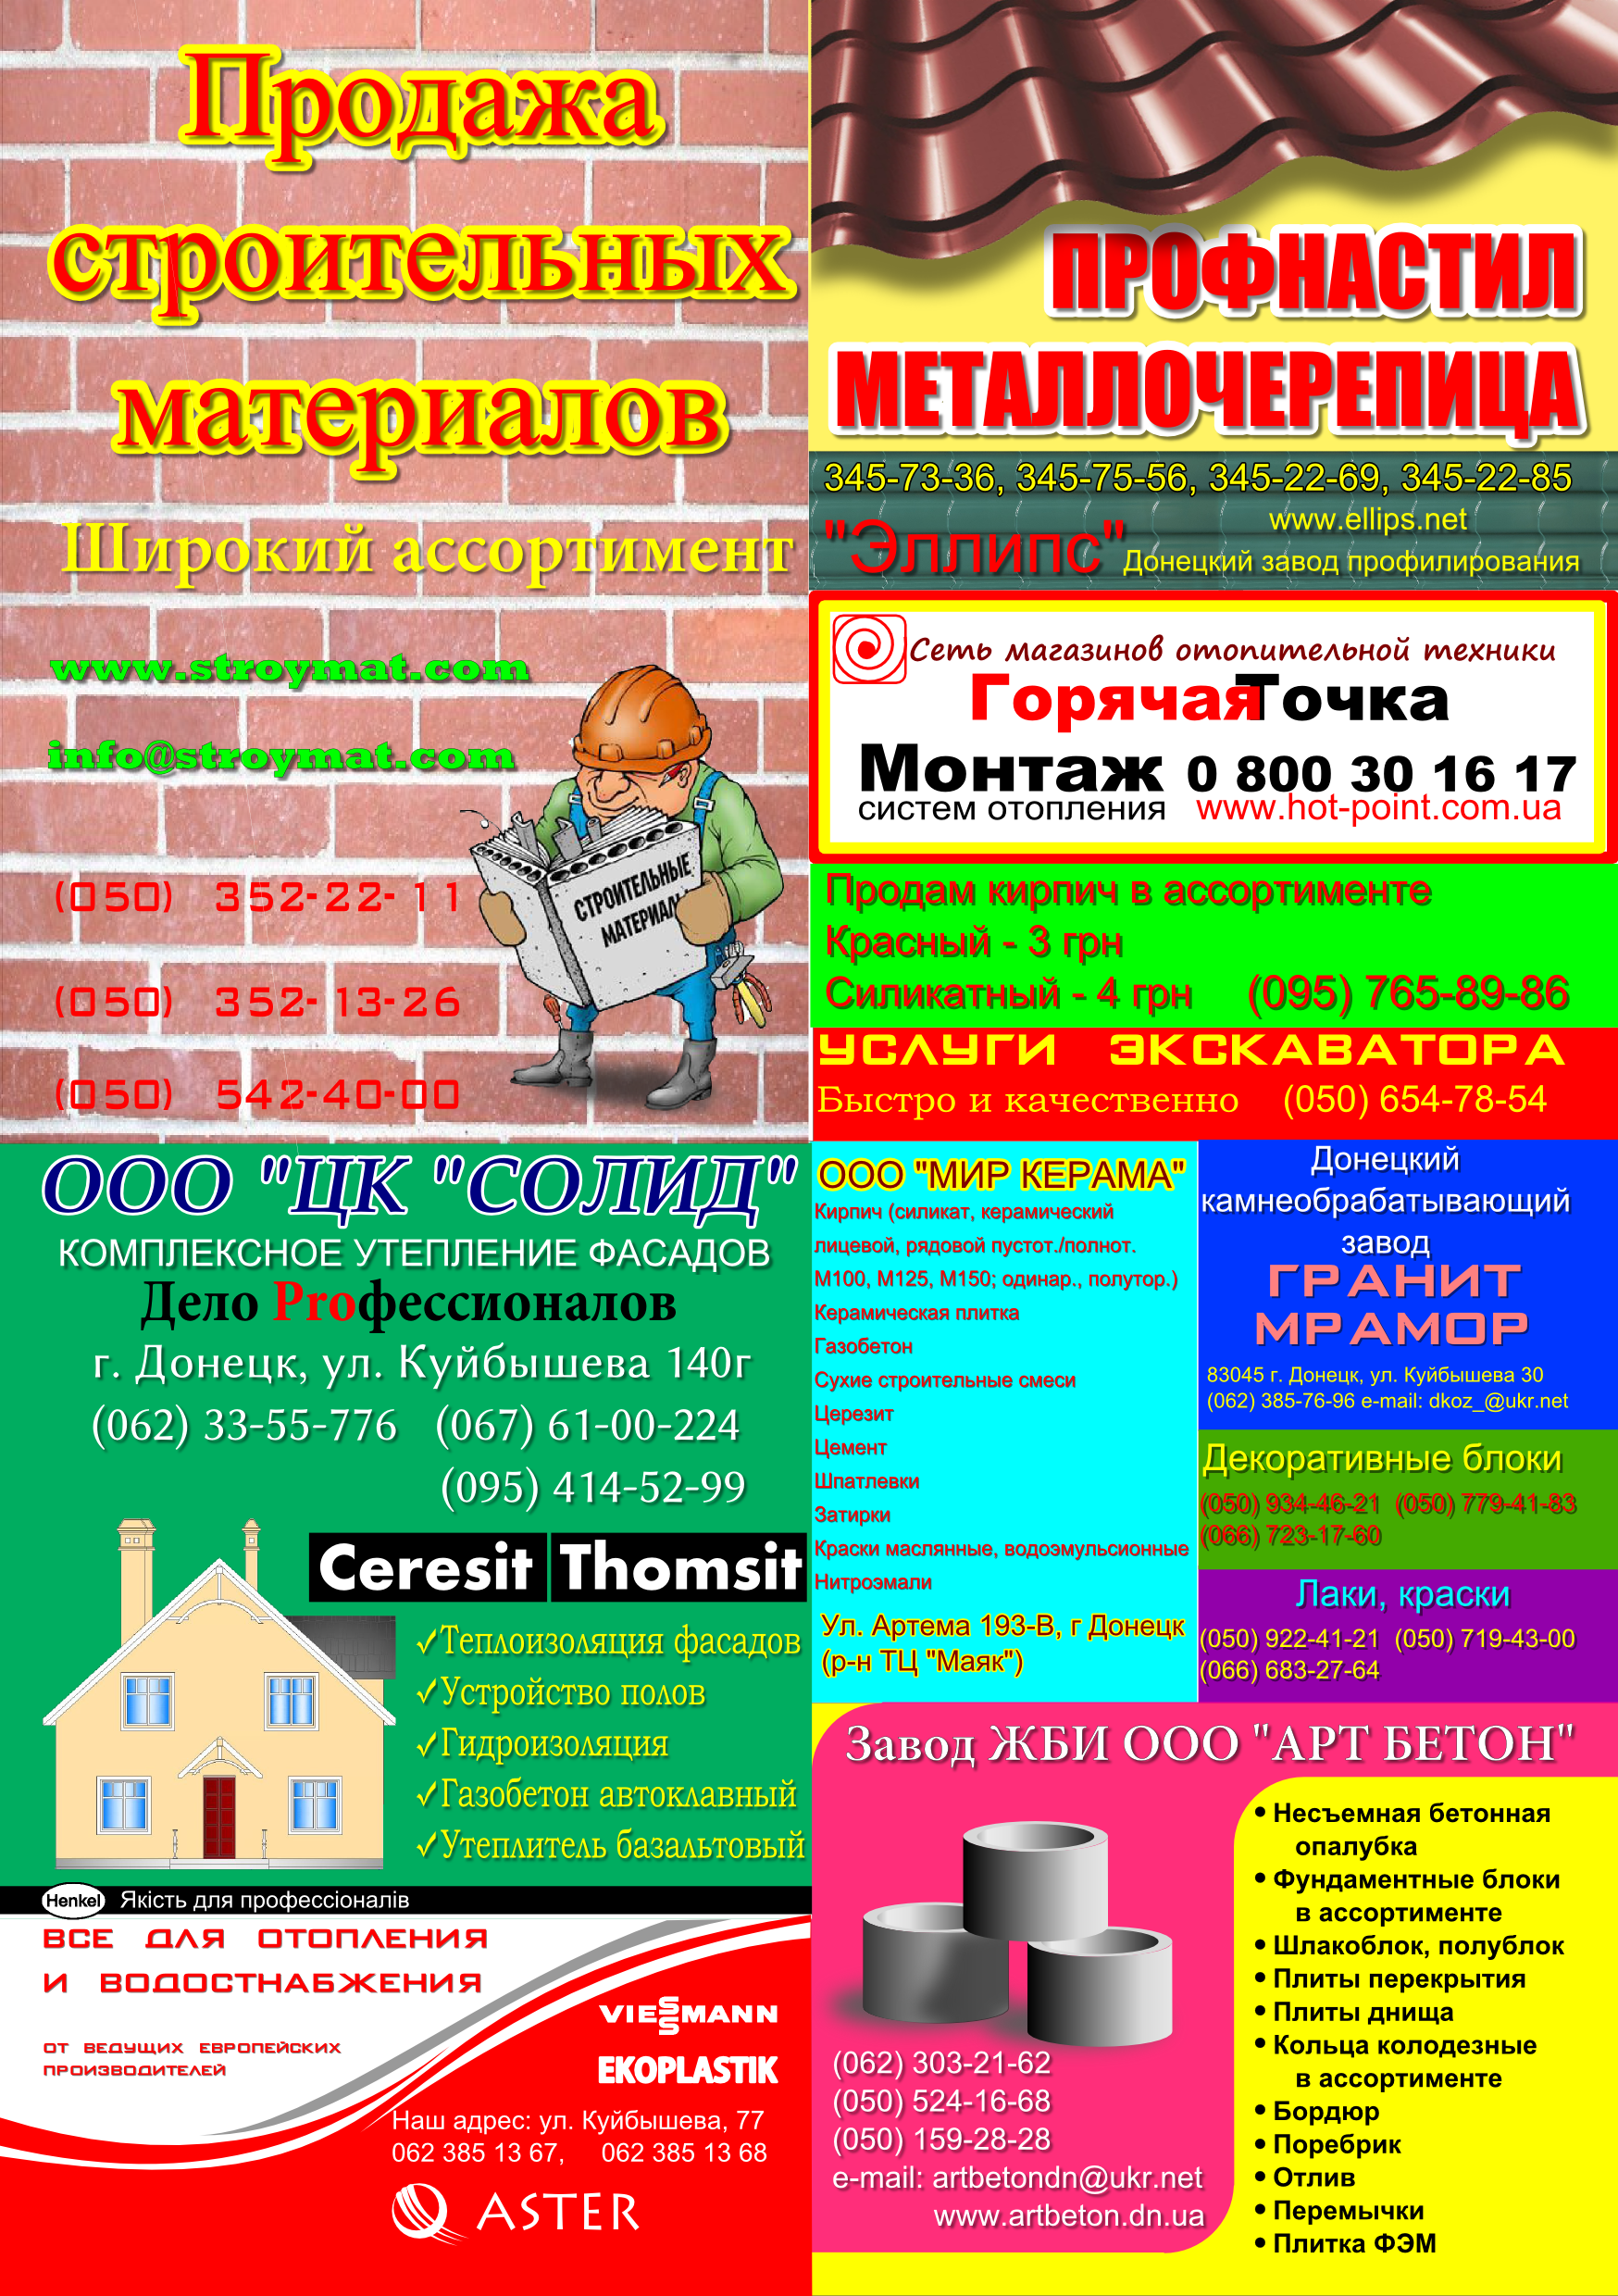 Продажа
строительных
материалов
Широкий ассортимент
www.stroymat.com
info@stroymat.com
(050) 352-22-11
(050) 352-13-26
(050) 542-40-00
СТРОИТЕЛЬНЫЕ
МАТЕРИАЛ
ПРОФНАСТИЛ
МЕТАЛЛОЧЕРЕПИЦА
345-73-36, 345-75-56, 345-22-69, 345-22-85
www.ellips.net
"Эллипс" Донецкий завод профилирования
Сеть магазинов отопительной техники
Горячая Точка
Монтаж 0 800 30 16 17
систем отопления www.hot-point.com.ua
Продам кирпич в ассортименте
Красный - 3 грн
Силикатный - 4 грн (095) 765-89-86
УСЛУГИ ЭКСКАВАТОРА
Быстро и качественно (050) 654-78-54
ООО "ЦК "СОЛИД"
КОМПЛЕКСНОЕ УТЕПЛЕНИЕ ФАСАДОВ
Дело Proфессионалов
г. Донецк, ул. Куйбышева 140г
(062) 33-55-776 (067) 61-00-224
(095) 414-52-99
Ceresit Thomsit
✓Теплоизоляция фасадов
✓Устройство полов
✓Гидроизоляция
✓Газобетон автоклавный
✓Утеплитель базальтовый
Henkel Якість для профессіоналів
ООО "МИР КЕРАМА"
Кирпич (силикат, керамический
лицевой, рядовой пустот./полнот.
М100, М125, М150; одинар., полутор.)
Керамическая плитка
Газобетон
Сухие строительные смеси
Церезит
Цемент
Шпатлевки
Затирки
Краски маслянные, водоэмульсионные
Нитроэмали
Ул. Артема 193-В, г Донецк
(р-н ТЦ "Маяк")
Донецкий
камнеобрабатывающий
завод
ГРАНИТ
МРАМОР
83045 г. Донецк, ул. Куйбышева 30
(062) 385-76-96 e-mail: dkoz_@ukr.net
Декоративные блоки
(050) 934-46-21 (050) 779-41-83
(066) 723-17-60
Лаки, краски
(050) 922-41-21 (050) 719-43-00
(066) 683-27-64
ВСЕ ДЛЯ ОТОПЛЕНИЯ
И ВОДОСТНАБЖЕНИЯ
ОТ ВЕДУЩИХ ЕВРОПЕЙСКИХ
ПРОИЗВОДИТЕЛЕЙ
VIESSMANN
EKOPLASTIK
Наш адрес: ул. Куйбышева, 77
062 385 13 67, 062 385 13 68
ASTER
Завод ЖБИ ООО "АРТ БЕТОН"
• Несъемная бетонная
опалубка
• Фундаментные блоки
в ассортименте
• Шлакоблок, полублок
• Плиты перекрытия
• Плиты днища
• Кольца колодезные
в ассортименте
• Бордюр
• Поребрик
• Отлив
• Перемычки
• Плитка ФЭМ
(062) 303-21-62
(050) 524-16-68
(050) 159-28-28
e-mail: artbetondn@ukr.net
www.artbeton.dn.ua